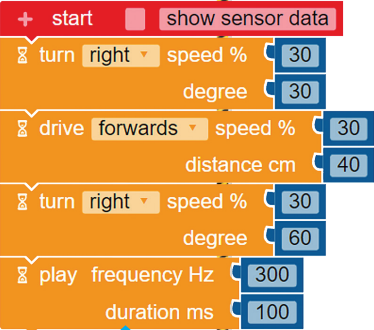 + start show sensor data
turn right speed % 30
degree 30
drive forwards speed % 30
distance cm 40
turn right speed % 30
degree 60
play frequency Hz 300
duration ms 100